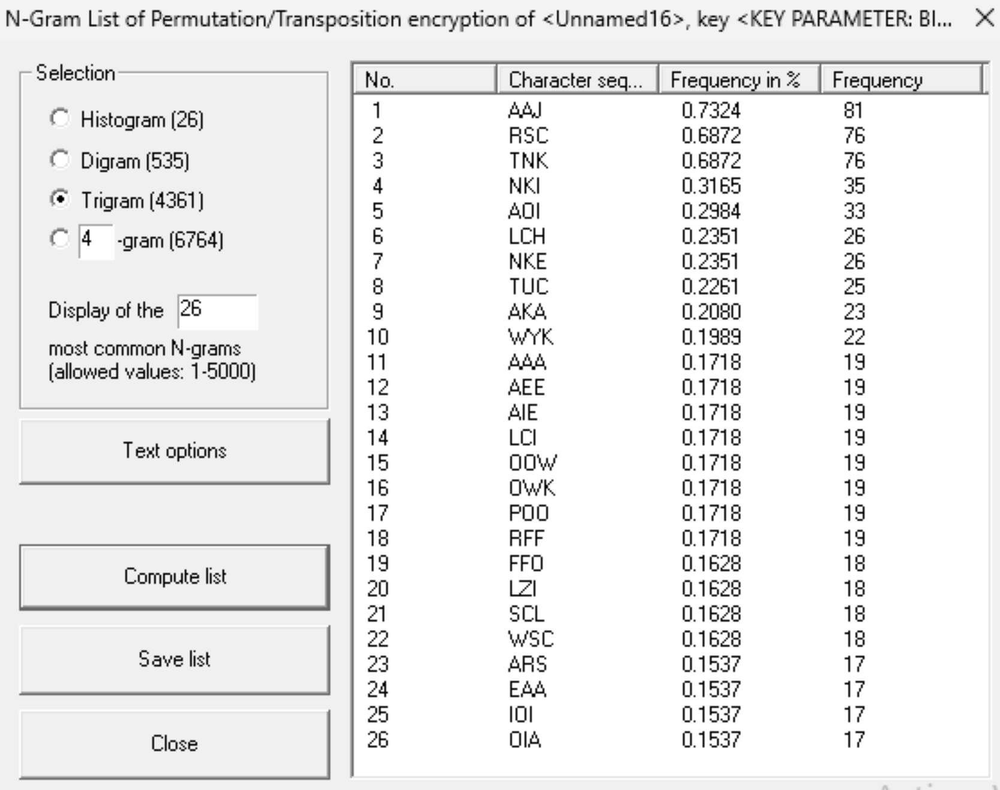 N-Gram List of Permutation/Transposition encryption of <Unnamed16>, key <KEY PARAMETER: BI...
Selection
Histogram (26)
Digram (535)
Trigram (4361)
4 -gram (6764)
Display of the 26
most common N-grams
(allowed values: 1-5000)
Text options
Compute list
Save list
Close
No. Character seq... Frequency in % Frequency
1 AAJ 0.7324 81
2 RSC 0.6872 76
3 TNK 0.6872 76
4 NKI 0.3165 35
5 AOI 0.2984 33
6 LCH 0.2351 26
7 NKE 0.2351 26
8 TUC 0.2261 25
9 AKA 0.2080 23
10 WYK 0.1989 22
11 AAA 0.1718 19
12 AEE 0.1718 19
13 AIE 0.1718 19
14 LCI 0.1718 19
15 OOW 0.1718 19
16 OWK 0.1718 19
17 POO 0.1718 19
18 RFF 0.1718 19
19 FFO 0.1628 18
20 LZI 0.1628 18
21 SCL 0.1628 18
22 WSC 0.1628 18
23 ARS 0.1537 17
24 EAA 0.1537 17
25 IOI 0.1537 17
26 OIA 0.1537 17